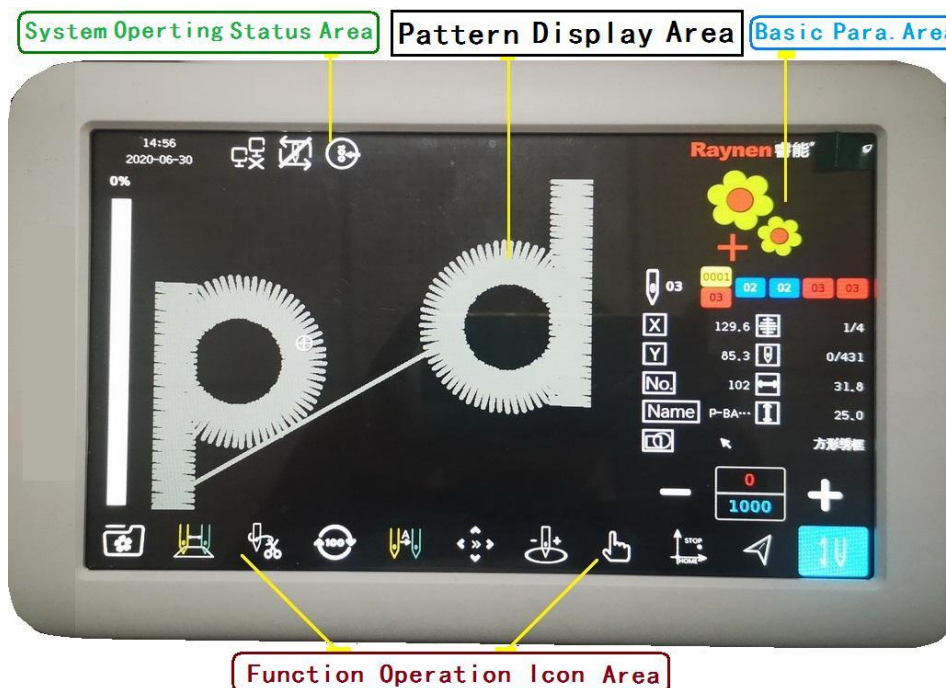 System Operting Status Area
Pattern Display Area
Basic Para. Area
14:56
2020-06-30
Raynen睿能
0%
03
0001
03
02
02
03
03
X
129.6
1/4
Y
85.3
0/431
No.
102
31.8
Name
P-BA···
25.0
方形绣框
0
1000
100
A
STOP
HOME
Function Operation Icon Area